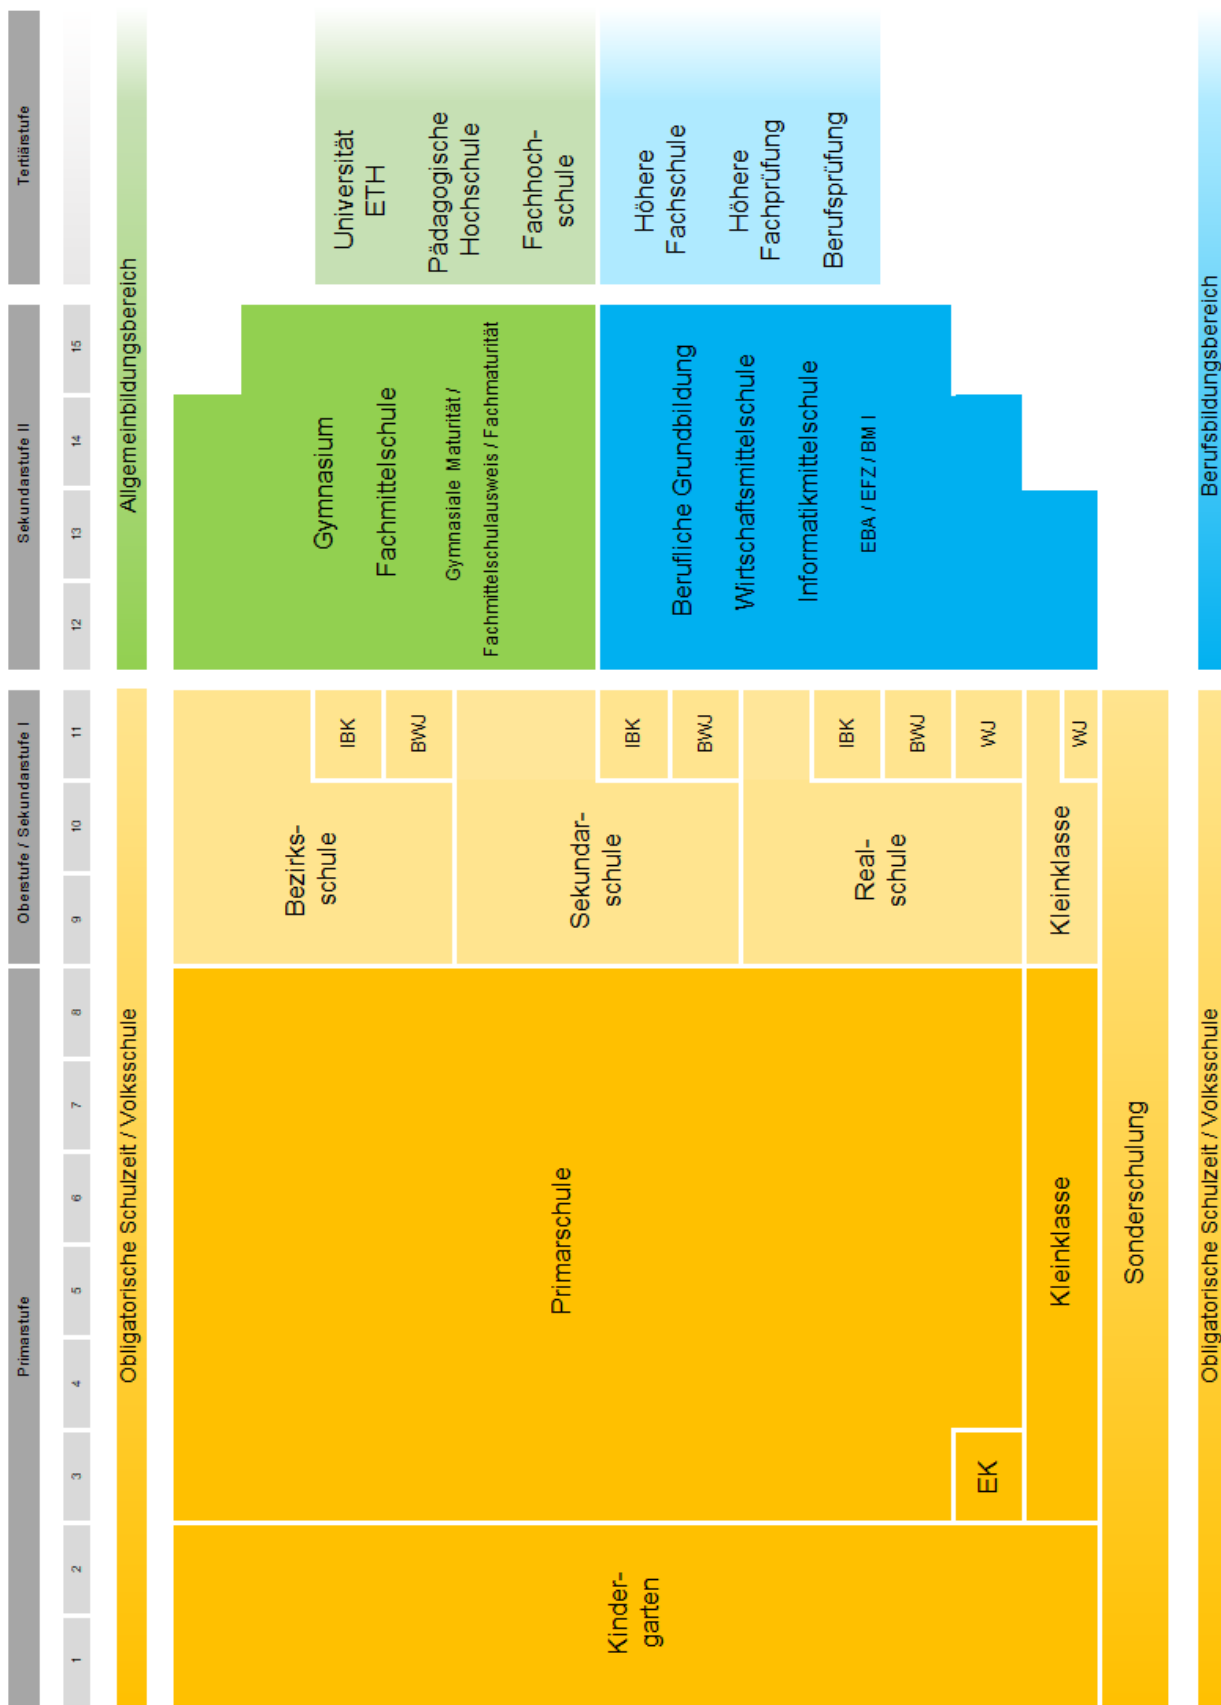 Tertiärstufe
Sekundarstufe II
Oberstufe / Sekundarstufe I
Primarstufe
15
14
13
12
11
10
9
8
7
6
5
4
3
2
1
Allgemeinbildungsbereich
Obligatorische Schulzeit / Volksschule
Universität
ETH
Pädagogische
Hochschule
Fachhoch-
schule
Höhere
Fachschule
Höhere
Fachprüfung
Berufsprüfung
Gymnasium
Fachmittelschule
Gymnasiale Maturität /
Fachmittelschulausweis / Fachmaturität
Berufliche Grundbildung
Wirtschaftsmittelschule
Informatikmittelschule
EBA / EFZ / BM I
IBK
BWJ
IBK
BWJ
IBK
BWJ
WJ
WJ
Bezirks-
schule
Sekundar-
schule
Real-
schule
Kleinklasse
Primarschule
Kleinklasse
EK
Kinder-
garten
Sonderschulung
Berufsbildungsbereich
Obligatorische Schulzeit / Volksschule